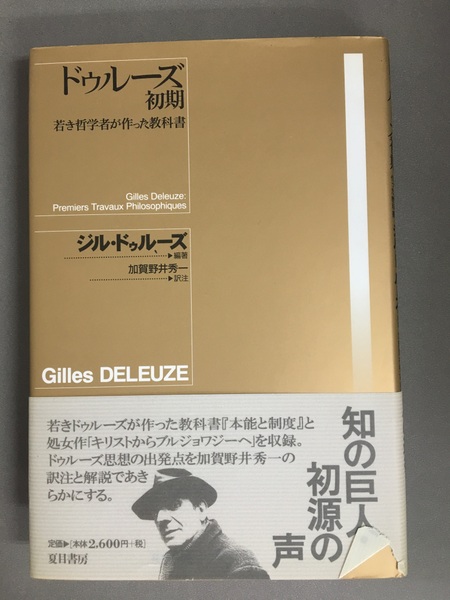 ドゥルーズ
初期
若き哲学者が作った教科書
Gilles Deleuze:
Premiers Travaux Philosophiques
ジル・ドゥルーズ
▶編著
加賀野井秀一
▶訳注
Gilles DELEUZE
若きドゥルーズが作った教科書『本能と制度』と
処女作「キリストからブルジョワジーへ」を収録。
ドゥルーズ思想の出発点を加賀野井秀一の
訳注と解説であき
らかにする。
定価▶[本体2,600円+税]
夏目書房
知の巨人
初源の
声